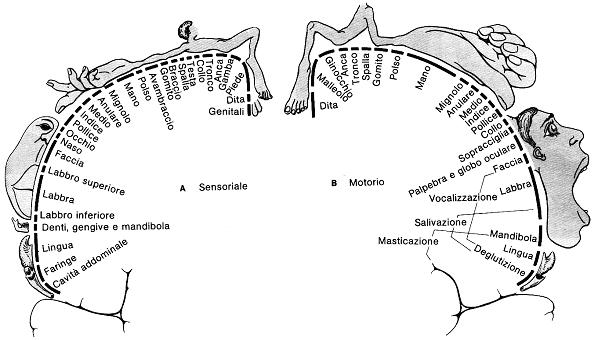 Genitali
Dita
Piede
Gamba
Anca
Tronco
Collo
Testa
Spalla
Braccio
Gomito
Avambraccio
Polso
Mano
Mignolo
Anulare
Medio
Indice
Pollice
Occhio
Naso
Faccia
Labbro superiore
Labbra
Labbro inferiore
Denti, gengive e mandibola
Lingua
Faringe
Cavità addominale
A Sensoriale
B Motorio
Dita
Malleolo
Ginocchio
Anca
Tronco
Spalla
Gomito
Polso
Mano
Mignolo
Anulare
Medio
Indice
Pollice
Collo
Sopracciglia
Palpebra e globo oculare
Faccia
Vocalizzazione
Labbra
Salivazione
Mandibola
Masticazione
Lingua
Deglutizione